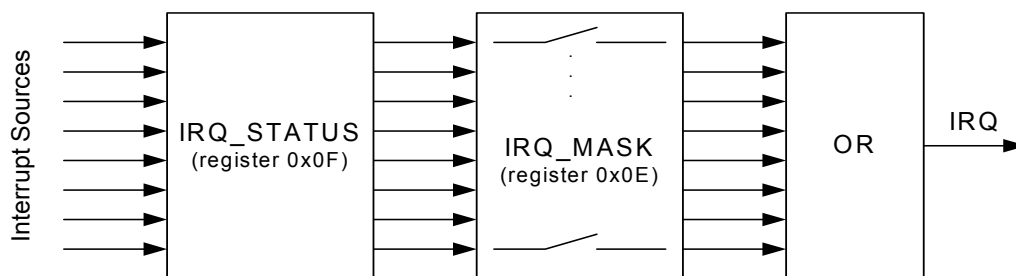 Interrupt Sources
IRQ_STATUS
(register 0x0F)
IRQ_MASK
(register 0x0E)
OR
IRQ